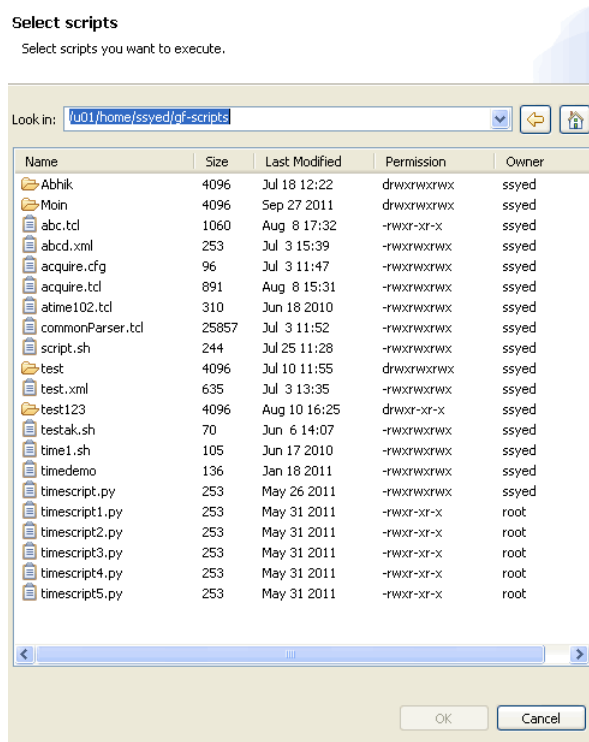 Select scripts
Select scripts you want to execute.
Look in: /u01/home/ssyed/gf-scripts
Name Size Last Modified Permission Owner
Abhik 4096 Jul 18 12:22 drwxrwxrwx ssyed
Moin 4096 Sep 27 2011 drwxrwxrwx ssyed
abc.tcl 1060 Aug 8 17:32 -rwxr-xr-x ssyed
abcd.xml 253 Jul 3 15:39 -rwxrwxrwx ssyed
acquire.cfg 96 Jul 3 11:47 -rwxrwxrwx ssyed
acquire.tcl 891 Aug 8 15:31 -rwxrwxrwx ssyed
atime102.tcl 310 Jun 18 2010 -rwxrwxrwx ssyed
commonParser.tcl 25857 Jul 3 11:52 -rwxrwxrwx ssyed
script.sh 244 Jul 25 11:28 -rwxrwxrwx ssyed
test 4096 Jul 10 11:55 drwxrwxrwx ssyed
test.xml 635 Jul 3 13:35 -rwxrwxrwx ssyed
test123 4096 Aug 10 16:25 drwxr-xr-x ssyed
testak.sh 70 Jun 6 14:07 -rwxrwxrwx ssyed
time1.sh 105 Jun 17 2010 -rwxrwxrwx ssyed
timedemo 136 Jan 18 2011 -rwxrwxrwx ssyed
timescript.py 253 May 26 2011 -rwxrwxrwx ssyed
timescript1.py 253 May 31 2011 -rwxr-xr-x root
timescript2.py 253 May 31 2011 -rwxr-xr-x root
timescript3.py 253 May 31 2011 -rwxr-xr-x root
timescript4.py 253 May 31 2011 -rwxr-xr-x root
timescript5.py 253 May 31 2011 -rwxr-xr-x root
OK Cancel